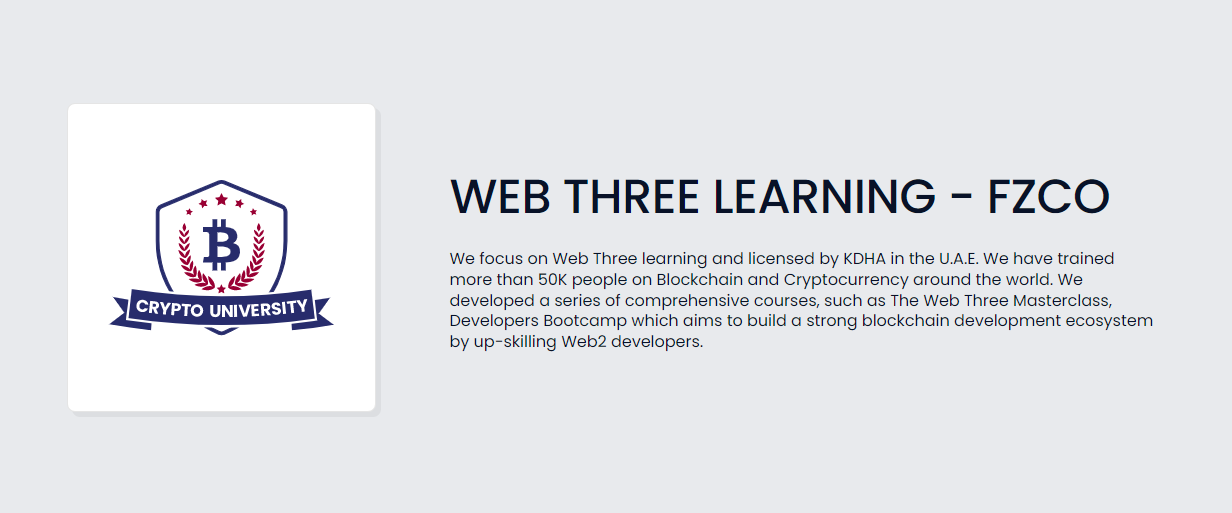 CRYPTO UNIVERSITY
WEB THREE LEARNING - FZCO
We focus on Web Three learning and licensed by KDHA in the U.A.E. We have trained
more than 50K people on Blockchain and Cryptocurrency around the world. We
developed a series of comprehensive courses, such as The Web Three Masterclass,
Developers Bootcamp which aims to build a strong blockchain development ecosystem
by up-skilling Web2 developers.